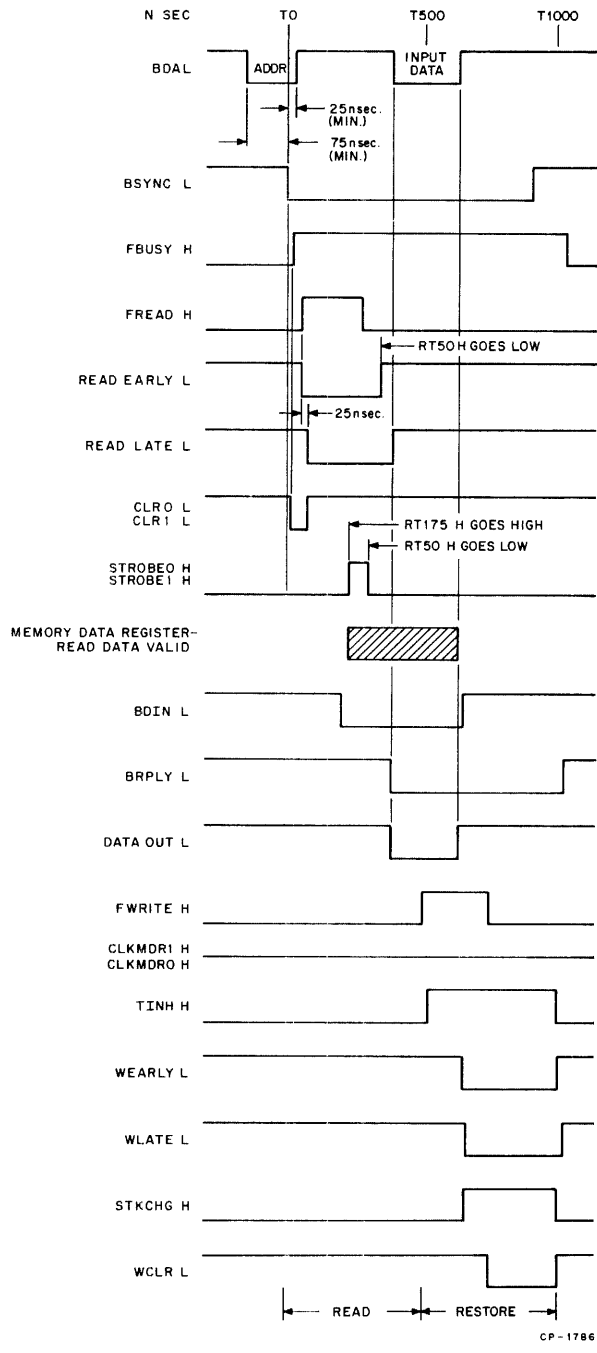 N SEC T0 T500 T1000
BDAL ADDR INPUT
DATA
25nsec.
(MIN.)
75nsec.
(MIN.)
BSYNC L
FBUSY H
FREAD H
RT50 H GOES LOW
READ EARLY L
25nsec.
READ LATE L
CLR0 L
CLR1 L
RT175 H GOES HIGH
RT50 H GOES LOW
STROBE0 H
STROBE1 H
MEMORY DATA REGISTER-
READ DATA VALID
BDIN L
BRPLY L
DATA OUT L
FWRITE H
CLKMDR1 H
CLKMDR0 H
TINH H
WEARLY L
WLATE L
STKCHG H
WCLR L
READ RESTORE
CP-1786